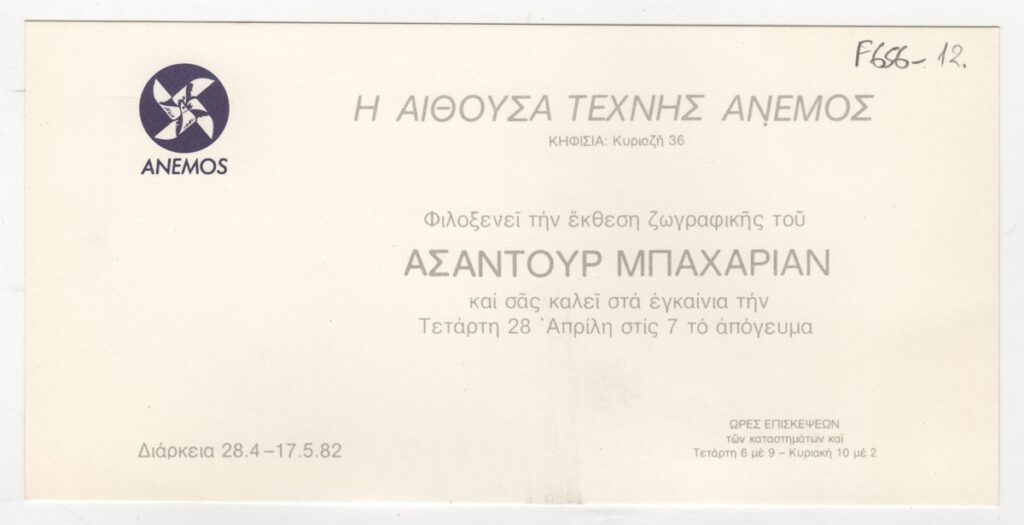 F656-12.
ANEMOS
Η ΑΙΘΟΥΣΑ ΤΕΧΝΗΣ ΑΝΕΜΟΣ
ΚΗΦΙΣΙΑ: Κυριαζῆ 36
Φιλοξενεῖ τήν ἔκθεση ζωγραφικῆς τοῦ
ΑΣΑΝΤΟΥΡ ΜΠΑΧΑΡΙΑΝ
καί σᾶς καλεῖ στά ἐγκαίνια τήν
Τετάρτη 28 Ἀπρίλη στίς 7 τό ἀπόγευμα
Διάρκεια 28.4–17.5.82
ΩΡΕΣ ΕΠΙΣΚΕΨΕΩΝ
τῶν καταστημάτων καί
Τετάρτη 6 μέ 9 – Κυριακή 10 μέ 2